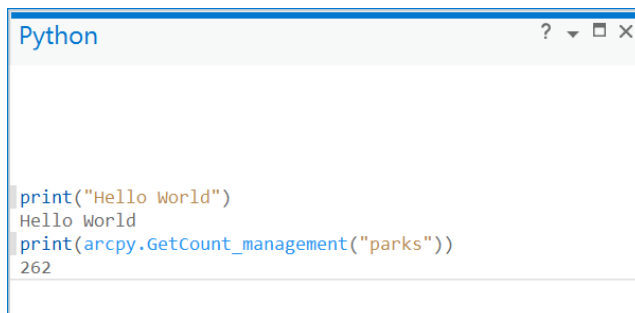 Python
print("Hello World")
Hello World
print(arcpy.GetCount_management("parks"))
262